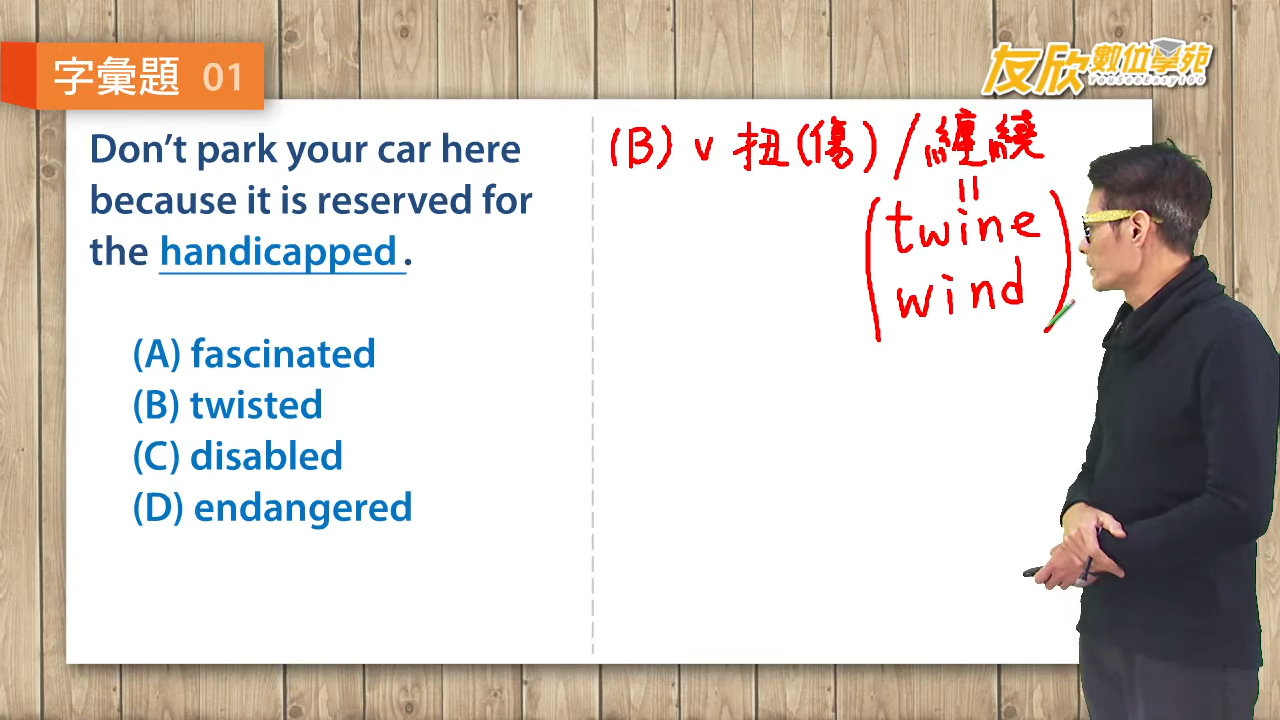 字彙題 01
友欣數位學苑
YouSeeEasy100
Don't park your car here
because it is reserved for
the handicapped.
(A) fascinated
(B) twisted
(C) disabled
(D) endangered
(B) v 扭(傷) / 纏繞
=
(twine
wind)